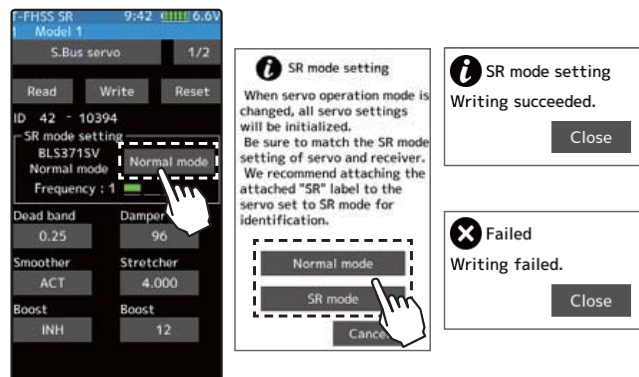 T-FHSS SR 9:42 6.6V
1 Model 1
S.Bus servo 1/2
Read Write Reset
ID 42 - 10394
SR mode setting
BLS371SV
Normal mode
Normal mode
Frequency : 1
Dead band Damper
0.25 96
Smoother Stretcher
ACT 4.000
Boost Boost
INH 12
SR mode setting
When servo operation mode is
changed, all servo settings
will be initialized.
Be sure to match the SR mode
setting of servo and receiver.
We recommend attaching the
attached "SR" label to the
servo set to SR mode for
identification.
Normal mode
SR mode
Cancel
SR mode setting
Writing succeeded.
Close
Failed
Writing failed.
Close